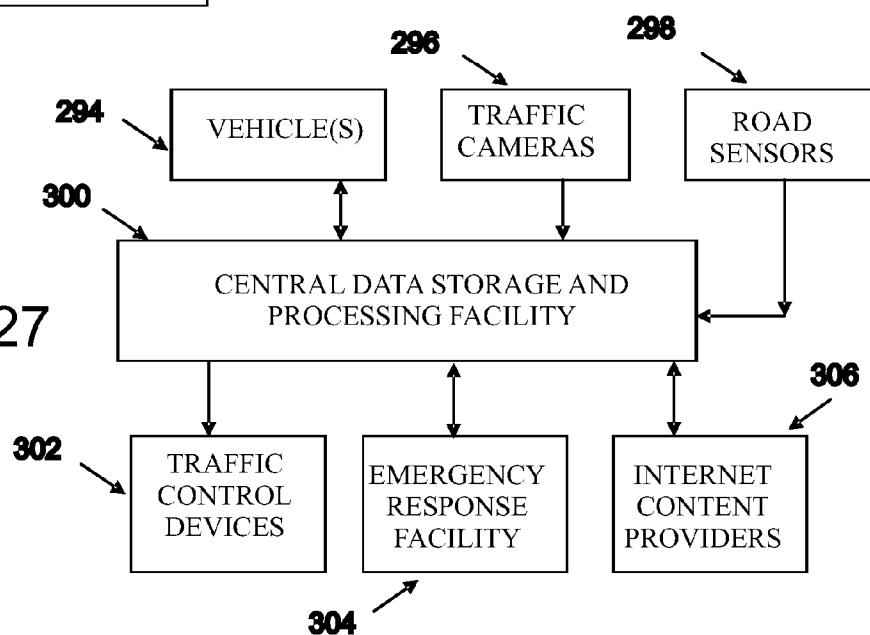 296
298
294
VEHICLE(S)
TRAFFIC
CAMERAS
ROAD
SENSORS
300
CENTRAL DATA STORAGE AND
PROCESSING FACILITY
27
306
302
TRAFFIC
CONTROL
DEVICES
EMERGENCY
RESPONSE
FACILITY
INTERNET
CONTENT
PROVIDERS
304